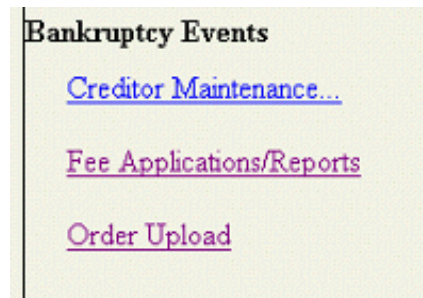 Bankruptcy Events
Creditor Maintenance...
Fee Applications/Reports
Order Upload